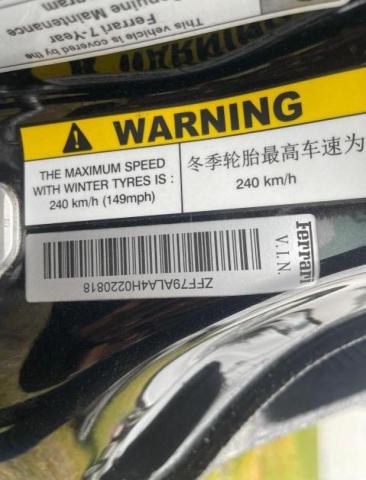 This vehicle is covered by the
Ferrari 7-Year
Genuine Maintenance
WARNING
THE MAXIMUM SPEED
WITH WINTER TYRES IS :
240 km/h (149mph)
冬季轮胎最高车速为
240 km/h
Ferrari
V.I.N.
ZFF79ALA4H0220818